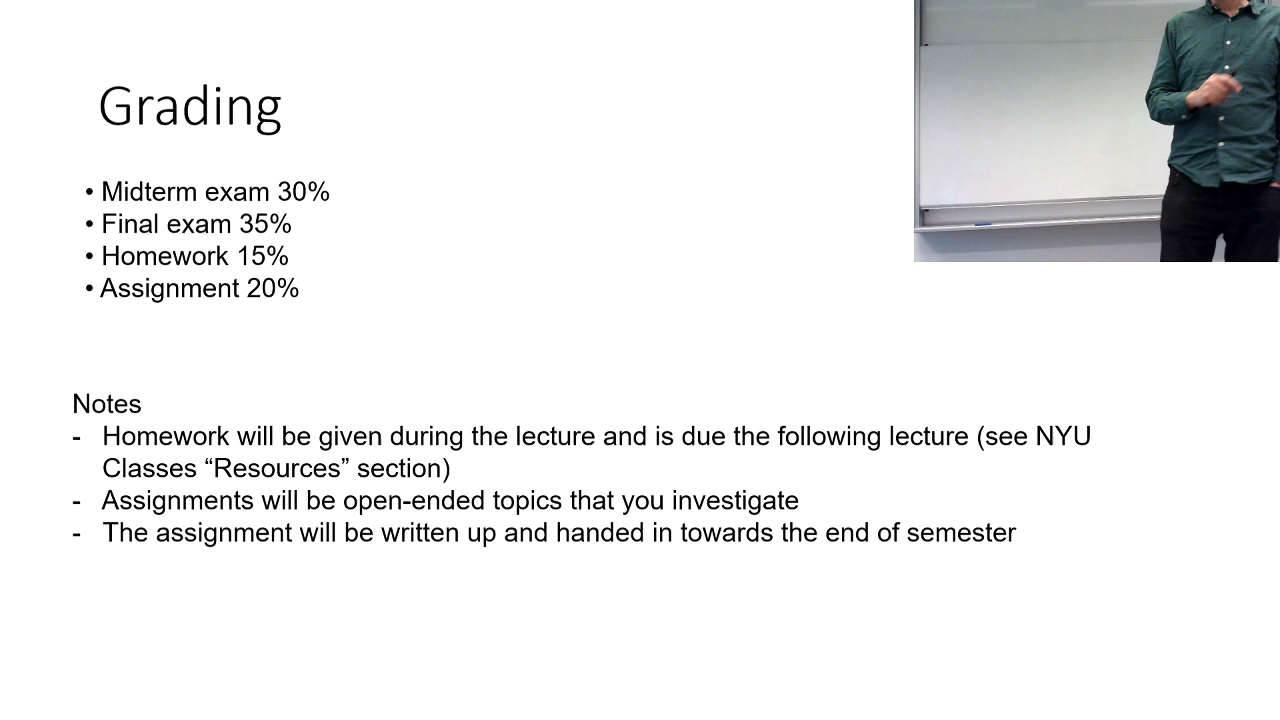 Grading
• Midterm exam 30%
• Final exam 35%
• Homework 15%
• Assignment 20%
Notes
- Homework will be given during the lecture and is due the following lecture (see NYU
Classes “Resources” section)
- Assignments will be open-ended topics that you investigate
- The assignment will be written up and handed in towards the end of semester